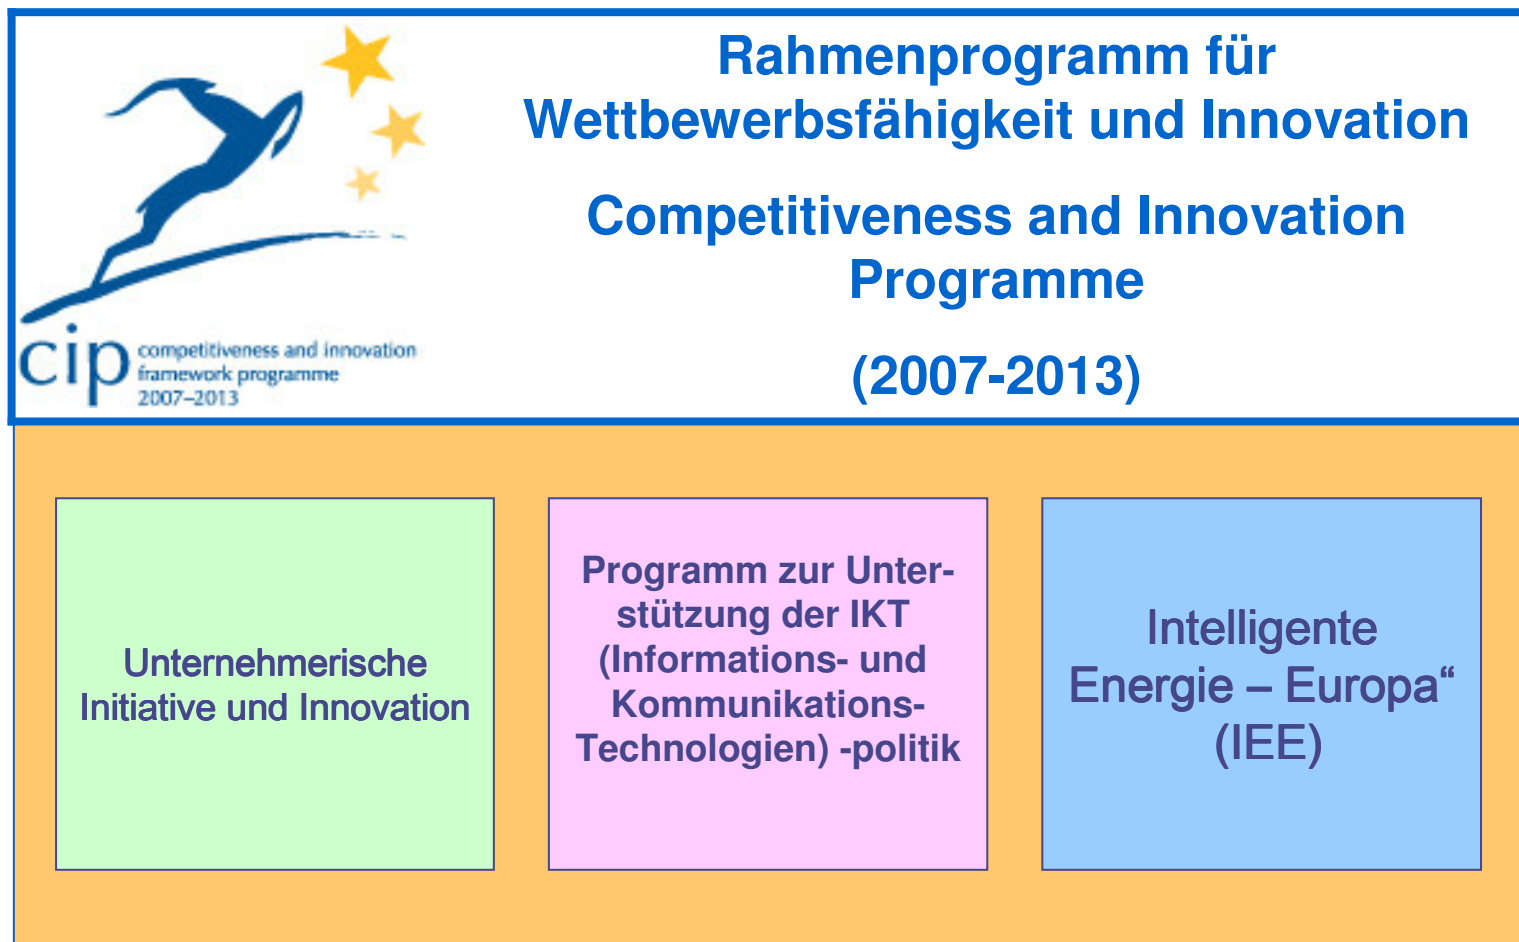 Rahmenprogramm für
Wettbewerbsfähigkeit und Innovation
Competitiveness and Innovation
Programme
(2007-2013)
cip
competitiveness and innovation
framework programme
2007–2013
Unternehmerische
Initiative und Innovation
Programm zur Unter-
stützung der IKT
(Informations- und
Kommunikations-
Technologien) -politik
Intelligente
Energie – Europa“
(IEE)